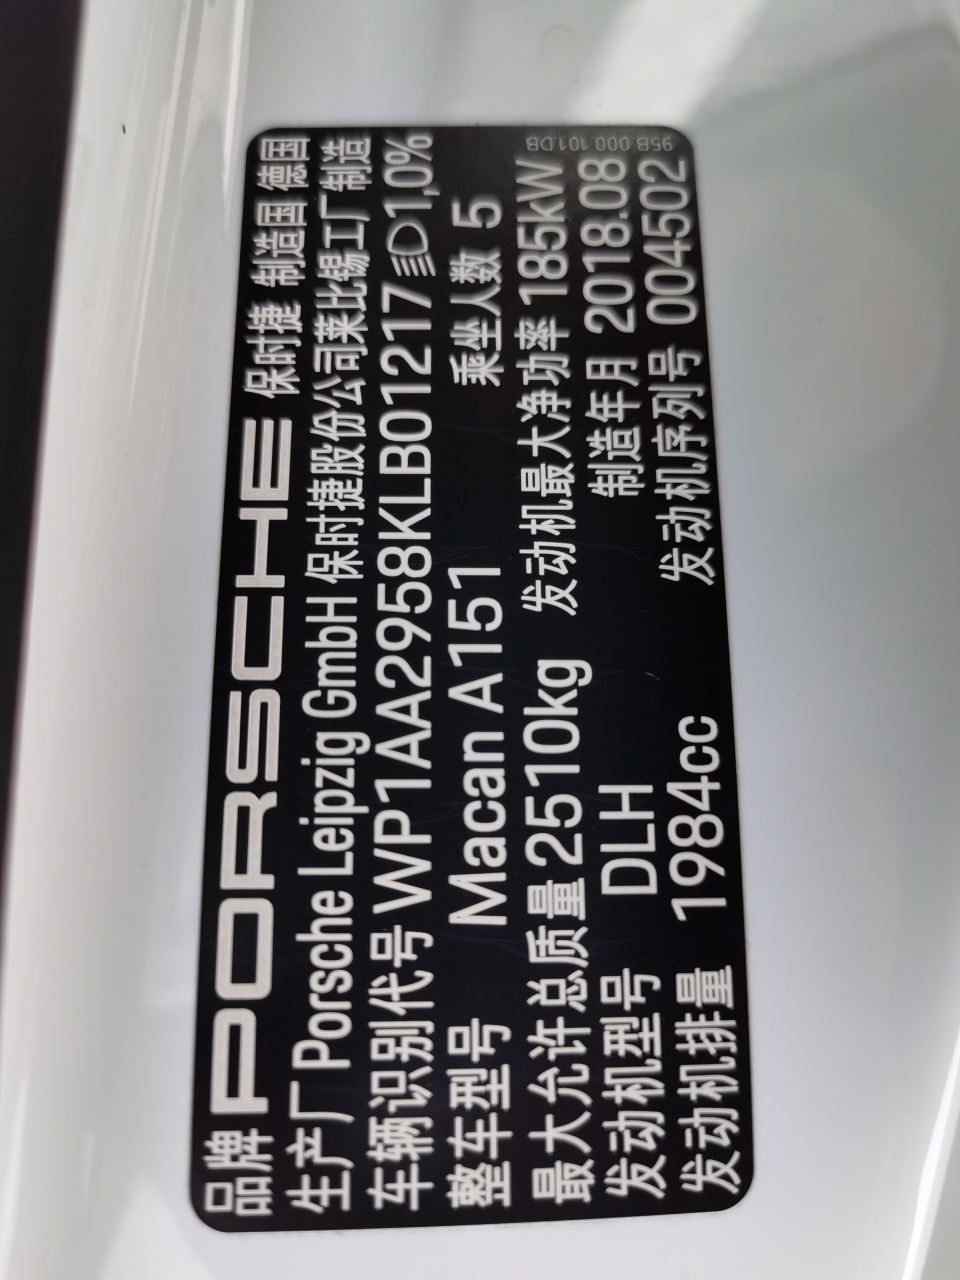 品牌 PORSCHE 保时捷 制造国 德国
生产厂 Porsche Leipzig GmbH 保时捷股份公司莱比锡工厂制造
车辆识别代号 WP1AA2958KLB01217 1,0%
整车型号 Macan A151 乘坐人数 5
最大允许总质量 2510kg 发动机最大净功率 185kW
发动机型号 DLH 制造年月 2018.08
发动机排量 1984cc 发动机序列号 004502
95B.000.101.DB